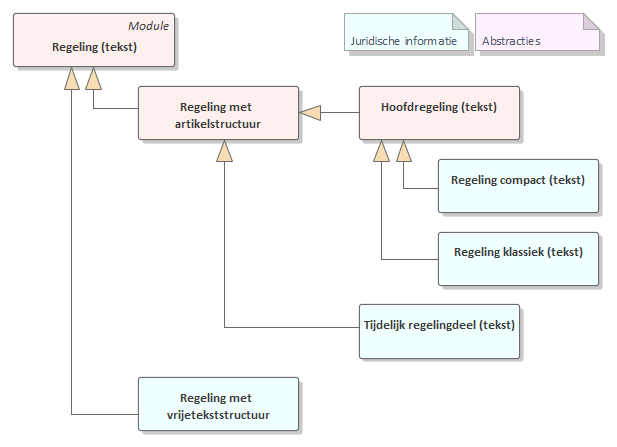 Module
Regeling (tekst)
Juridische informatie
Abstracties
Regeling met
artikelstructuur
Hoofdregeling (tekst)
Regeling compact (tekst)
Regeling klassiek (tekst)
Tijdelijk regelingdeel (tekst)
Regeling met
vrijetekststructuur